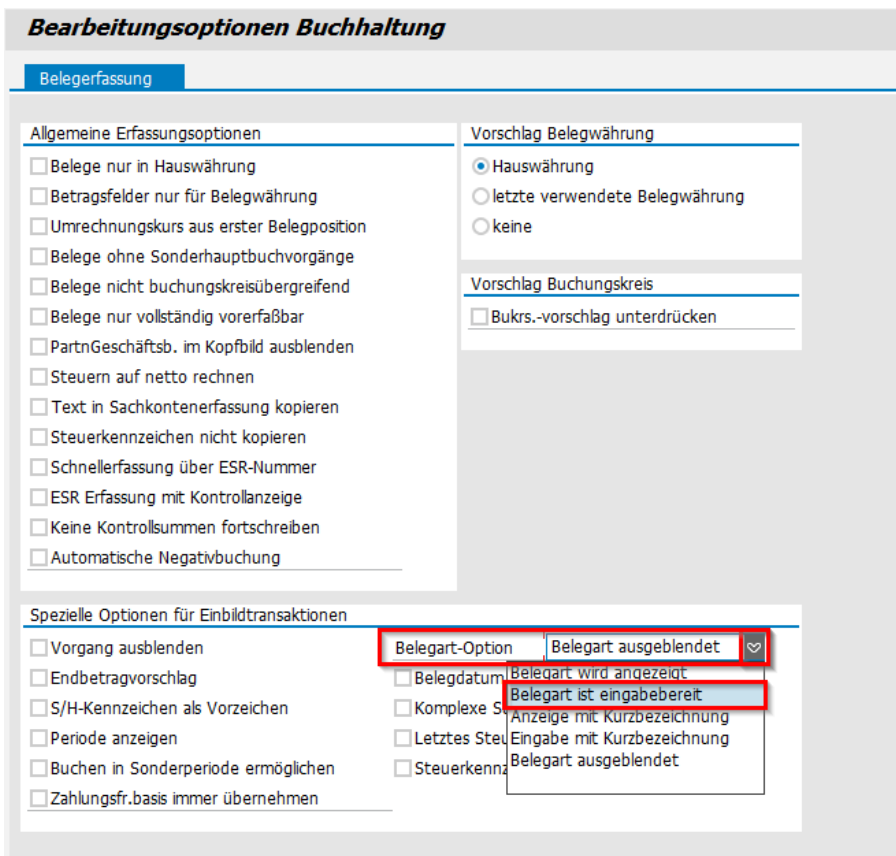 Bearbeitungsoptionen Buchhaltung
Belegerfassung
Allgemeine Erfassungsoptionen
Belege nur in Hauswährung
Betragsfelder nur für Belegwährung
Umrechnungskurs aus erster Belegposition
Belege ohne Sonderhauptbuchvorgänge
Belege nicht buchungskreisübergreifend
Belege nur vollständig vorerfaßbar
PartnGeschäftsb. im Kopfbild ausblenden
Steuern auf netto rechnen
Text in Sachkontenerfassung kopieren
Steuerkennzeichen nicht kopieren
Schnellerfassung über ESR-Nummer
ESR Erfassung mit Kontrollanzeige
Keine Kontrollsummen fortschreiben
Automatische Negativbuchung
Vorschlag Belegwährung
Hauswährung
letzte verwendete Belegwährung
keine
Vorschlag Buchungskreis
Bukrs.-vorschlag unterdrücken
Spezielle Optionen für Einbildtransaktionen
Vorgang ausblenden
Endbetragvorschlag
S/H-Kennzeichen als Vorzeichen
Periode anzeigen
Buchen in Sonderperiode ermöglichen
Zahlungsfr.basis immer übernehmen
Belegart-Option Belegart ausgeblendet
Belegdatum
Komplexe
Letztes
Belegart wird angezeigt
Belegart ist eingabebereit
Anzeige mit Kurzbezeichnung
Eingabe mit Kurzbezeichnung
Belegart ausgeblendet